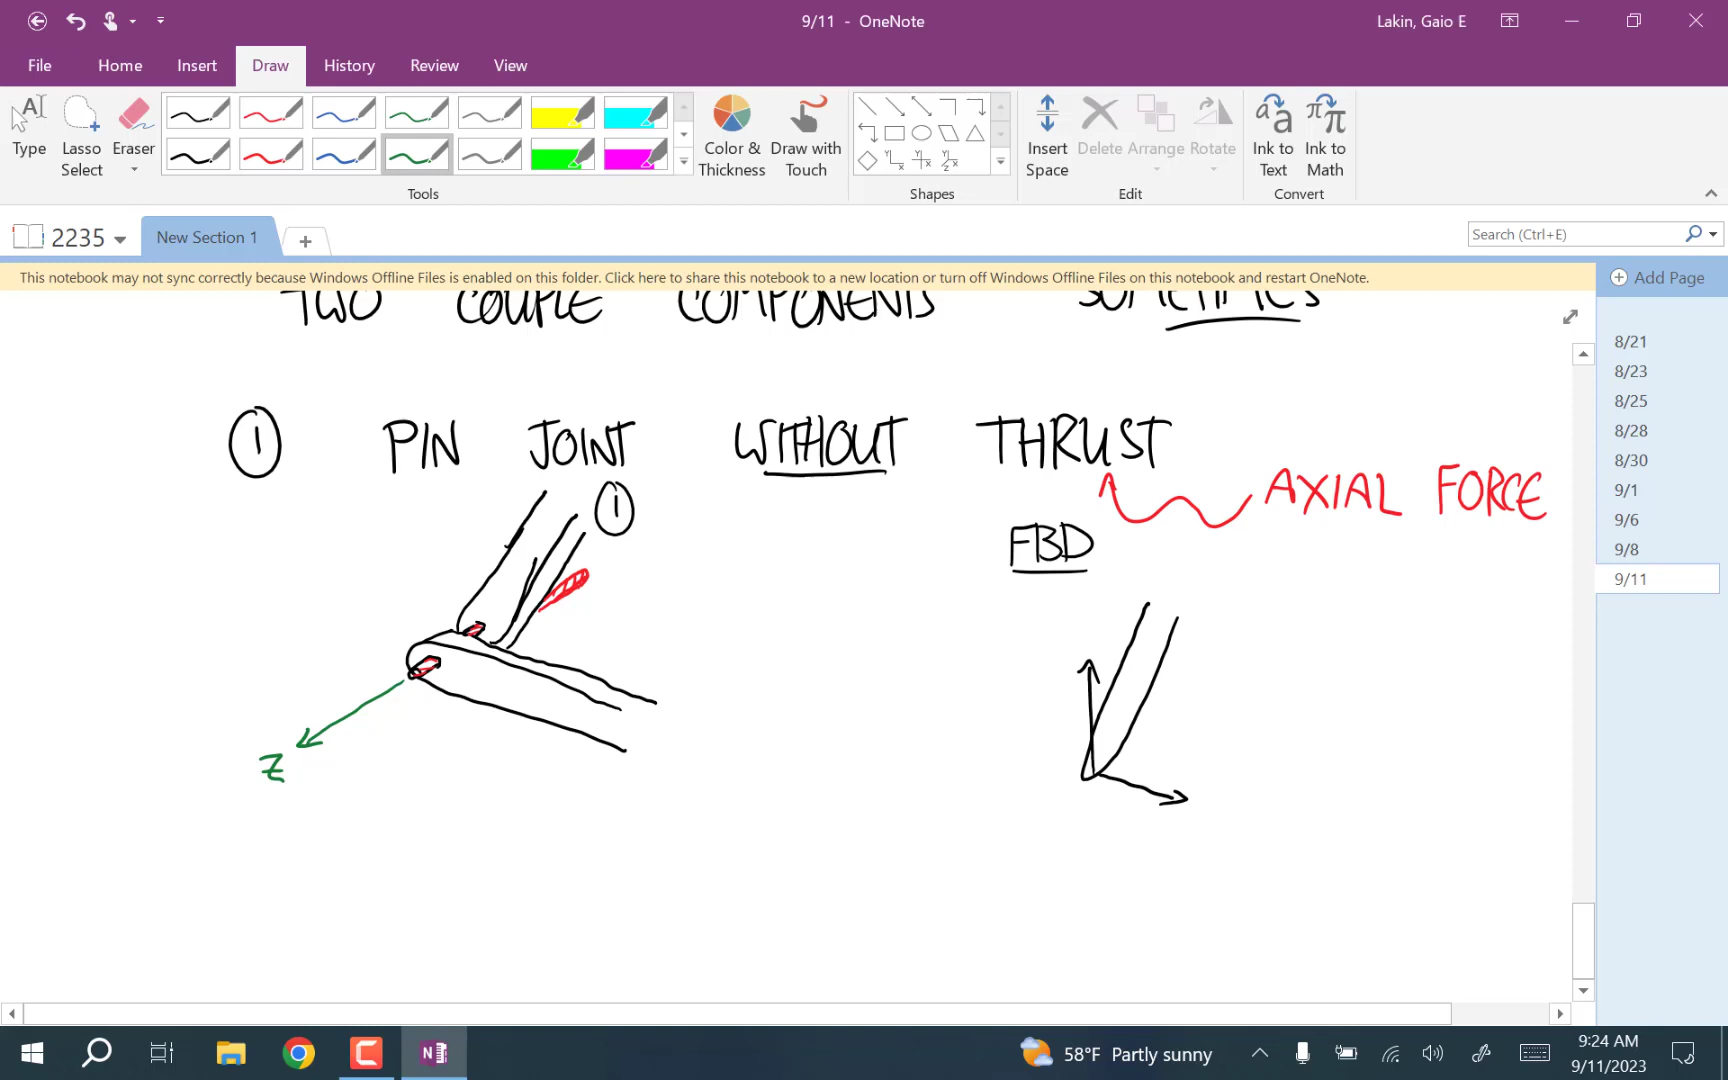 9/11 - OneNote
Lakin, Gaio E
File Home Insert Draw History Review View
Type
Lasso Select
Eraser
Color & Thickness
Draw with Touch
Insert Space
Delete
Arrange
Rotate
Ink to Text
Ink to Math
Tools
Shapes
Edit
Convert
2235
New Section 1
Search (Ctrl+E)
This notebook may not sync correctly because Windows Offline Files is enabled on this folder. Click here to share this notebook to a new location or turn off Windows Offline Files on this notebook and restart OneNote.
Add Page
TWO COUPLE COMPONENTS SOMETIMES
1 PIN JOINT WITHOUT THRUST
AXIAL FORCE
1
FBD
Z
8/21
8/23
8/25
8/28
8/30
9/1
9/6
9/8
9/11
58°F Partly sunny
9:24 AM
9/11/2023